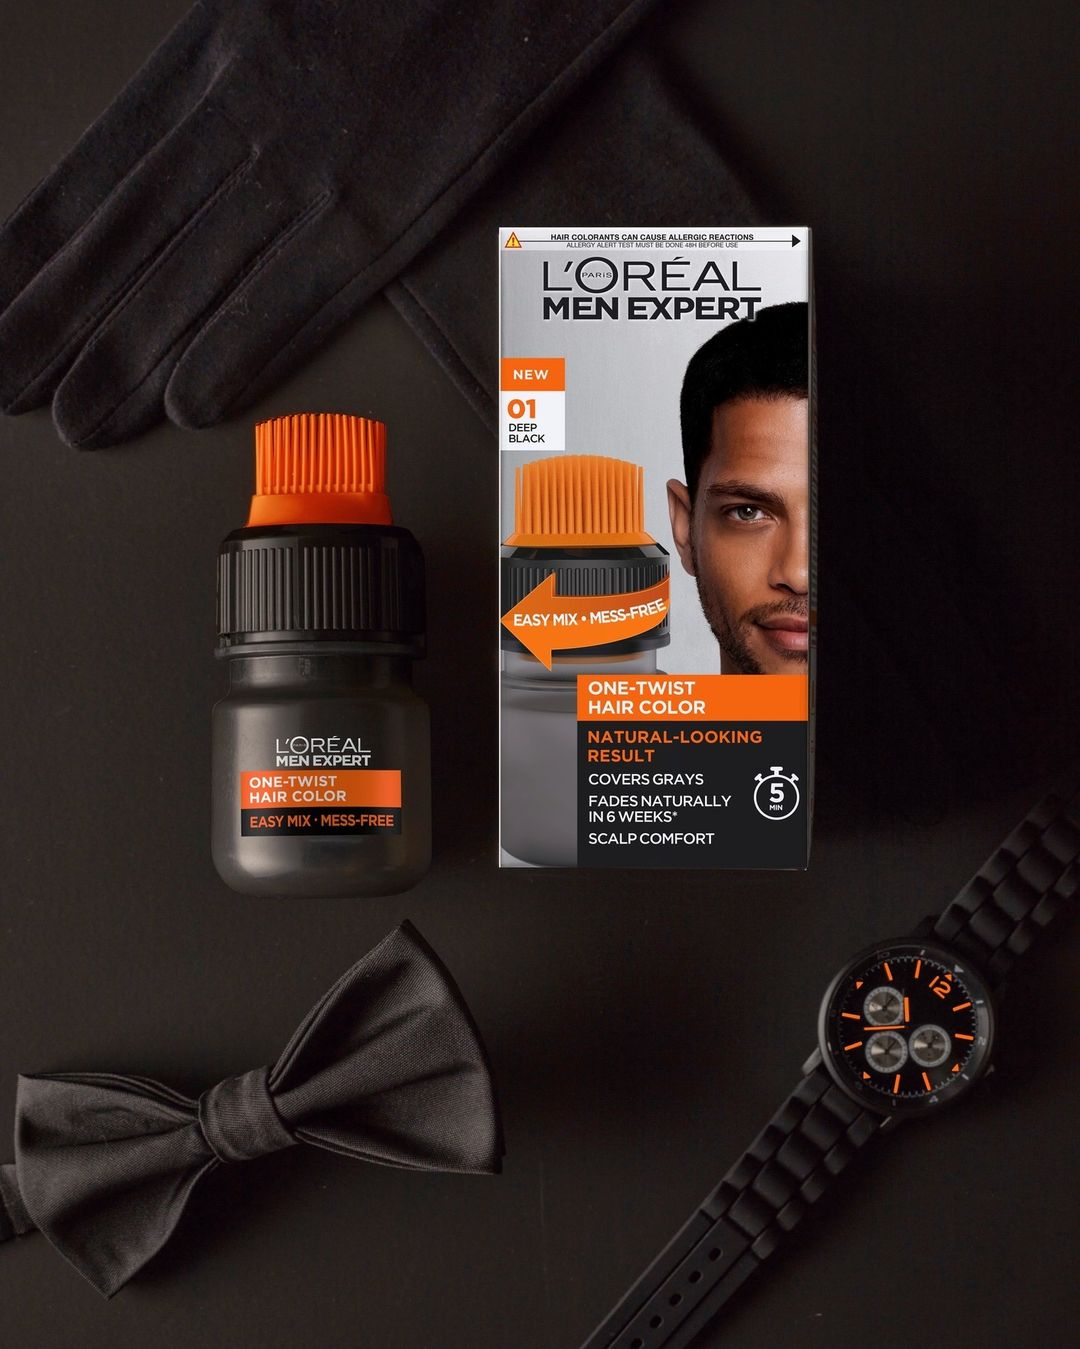 HAIR COLORANTS CAN CAUSE ALLERGIC REACTIONS
ALLERGY ALERT TEST MUST BE DONE 48H BEFORE USE
L'ORÉAL
PARIS
MEN EXPERT
NEW
01
DEEP
BLACK
EASY MIX • MESS-FREE
ONE-TWIST
HAIR COLOR
NATURAL-LOOKING
RESULT
COVERS GRAYS
FADES NATURALLY
IN 6 WEEKS*
SCALP COMFORT
5
MIN
L'ORÉAL
PARIS
MEN EXPERT
ONE-TWIST
HAIR COLOR
EASY MIX · MESS-FREE
12
2
4